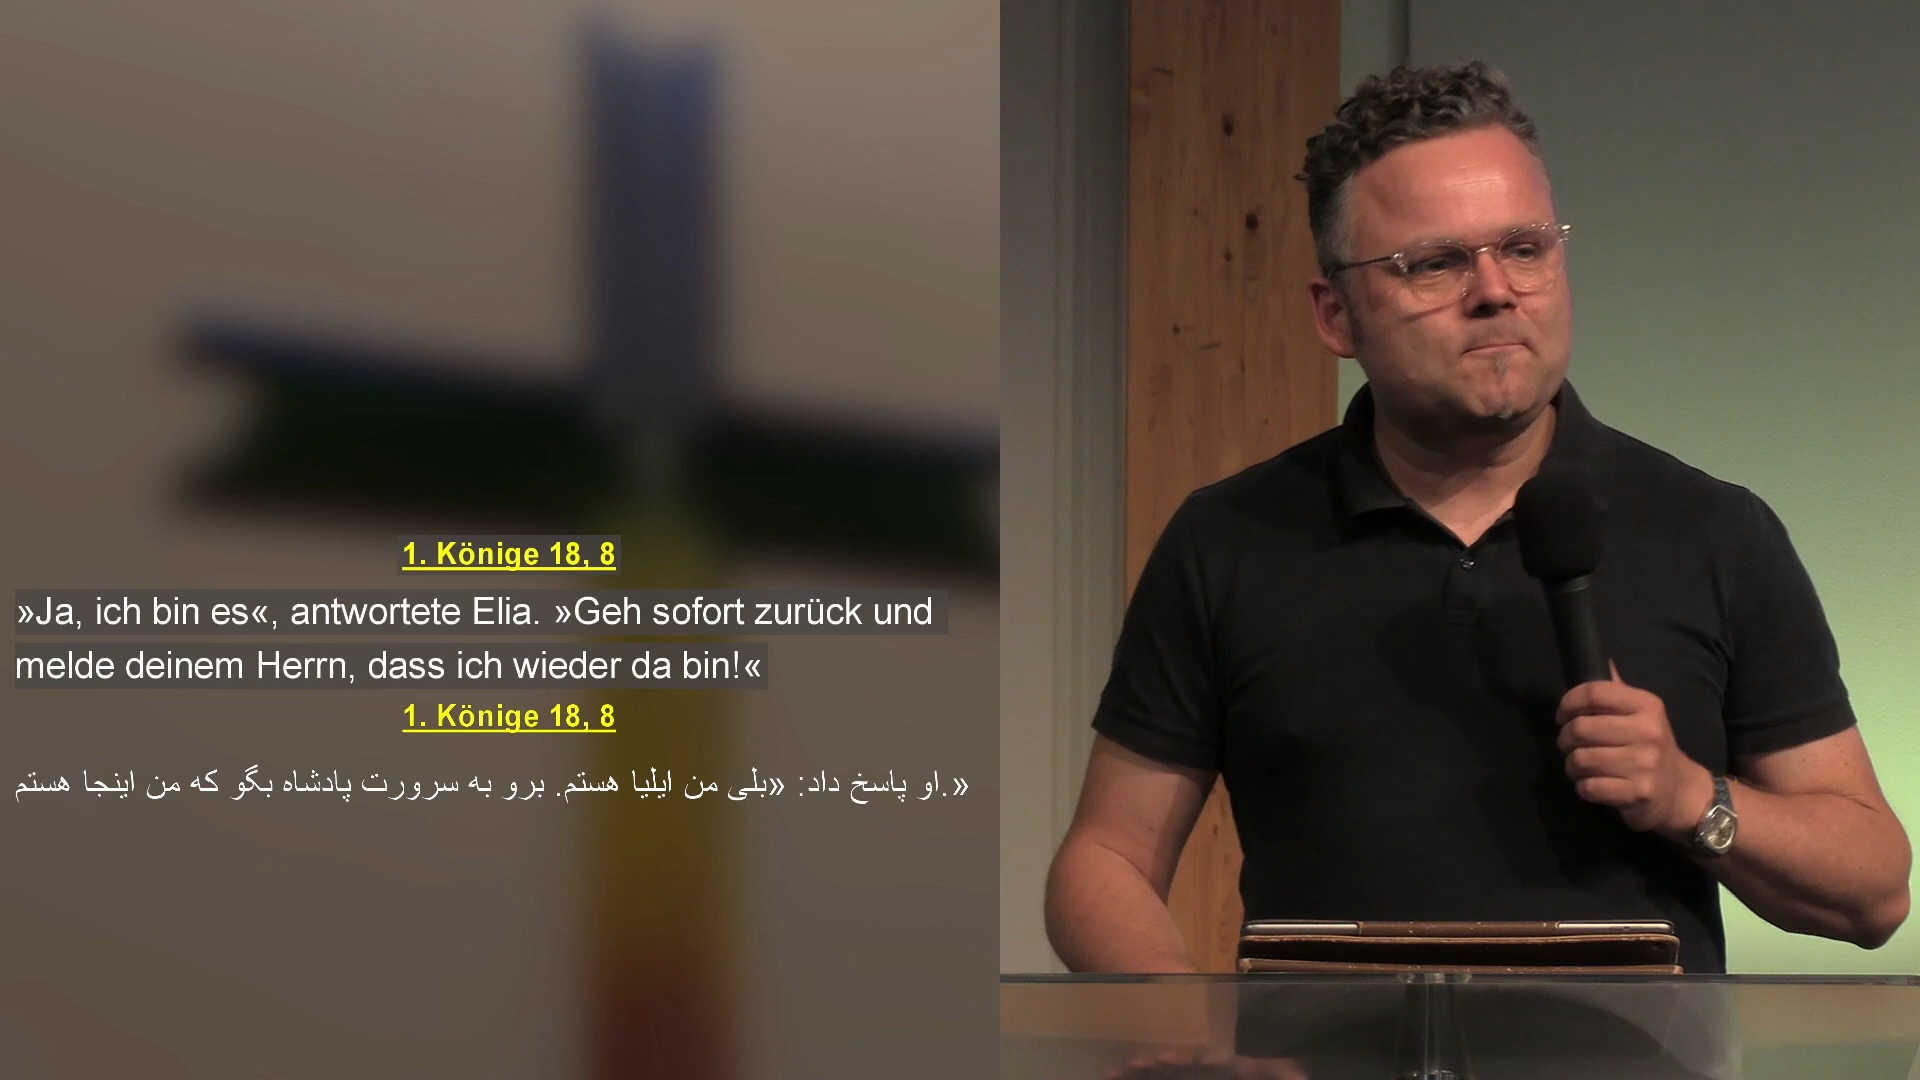 1. Könige 18, 8
»Ja, ich bin es«, antwortete Elia. »Geh sofort zurück und
melde deinem Herrn, dass ich wieder da bin!«
1. Könige 18, 8
او پاسخ داد: «بلی من ایلیا هستم. برو به سرورت پادشاه بگو که من اینجا هستم.»